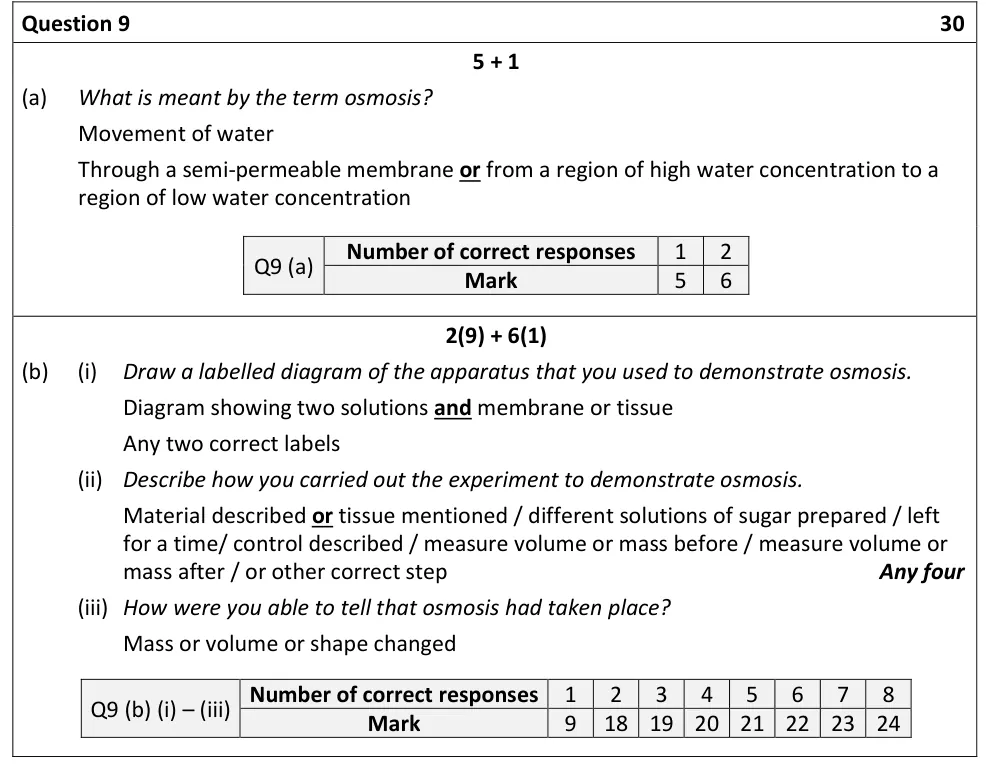 Question 9 30
5 + 1
(a) What is meant by the term osmosis?
Movement of water
Through a semi-permeable membrane or from a region of high water concentration to a
region of low water concentration
Q9 (a) Number of correct responses 1 2
Mark 5 6
2(9) + 6(1)
(b) (i) Draw a labelled diagram of the apparatus that you used to demonstrate osmosis.
Diagram showing two solutions and membrane or tissue
Any two correct labels
(ii) Describe how you carried out the experiment to demonstrate osmosis.
Material described or tissue mentioned / different solutions of sugar prepared / left
for a time/ control described / measure volume or mass before / measure volume or
mass after / or other correct step Any four
(iii) How were you able to tell that osmosis had taken place?
Mass or volume or shape changed
Q9 (b) (i) – (iii) Number of correct responses 1 2 3 4 5 6 7 8
Mark 9 18 19 20 21 22 23 24